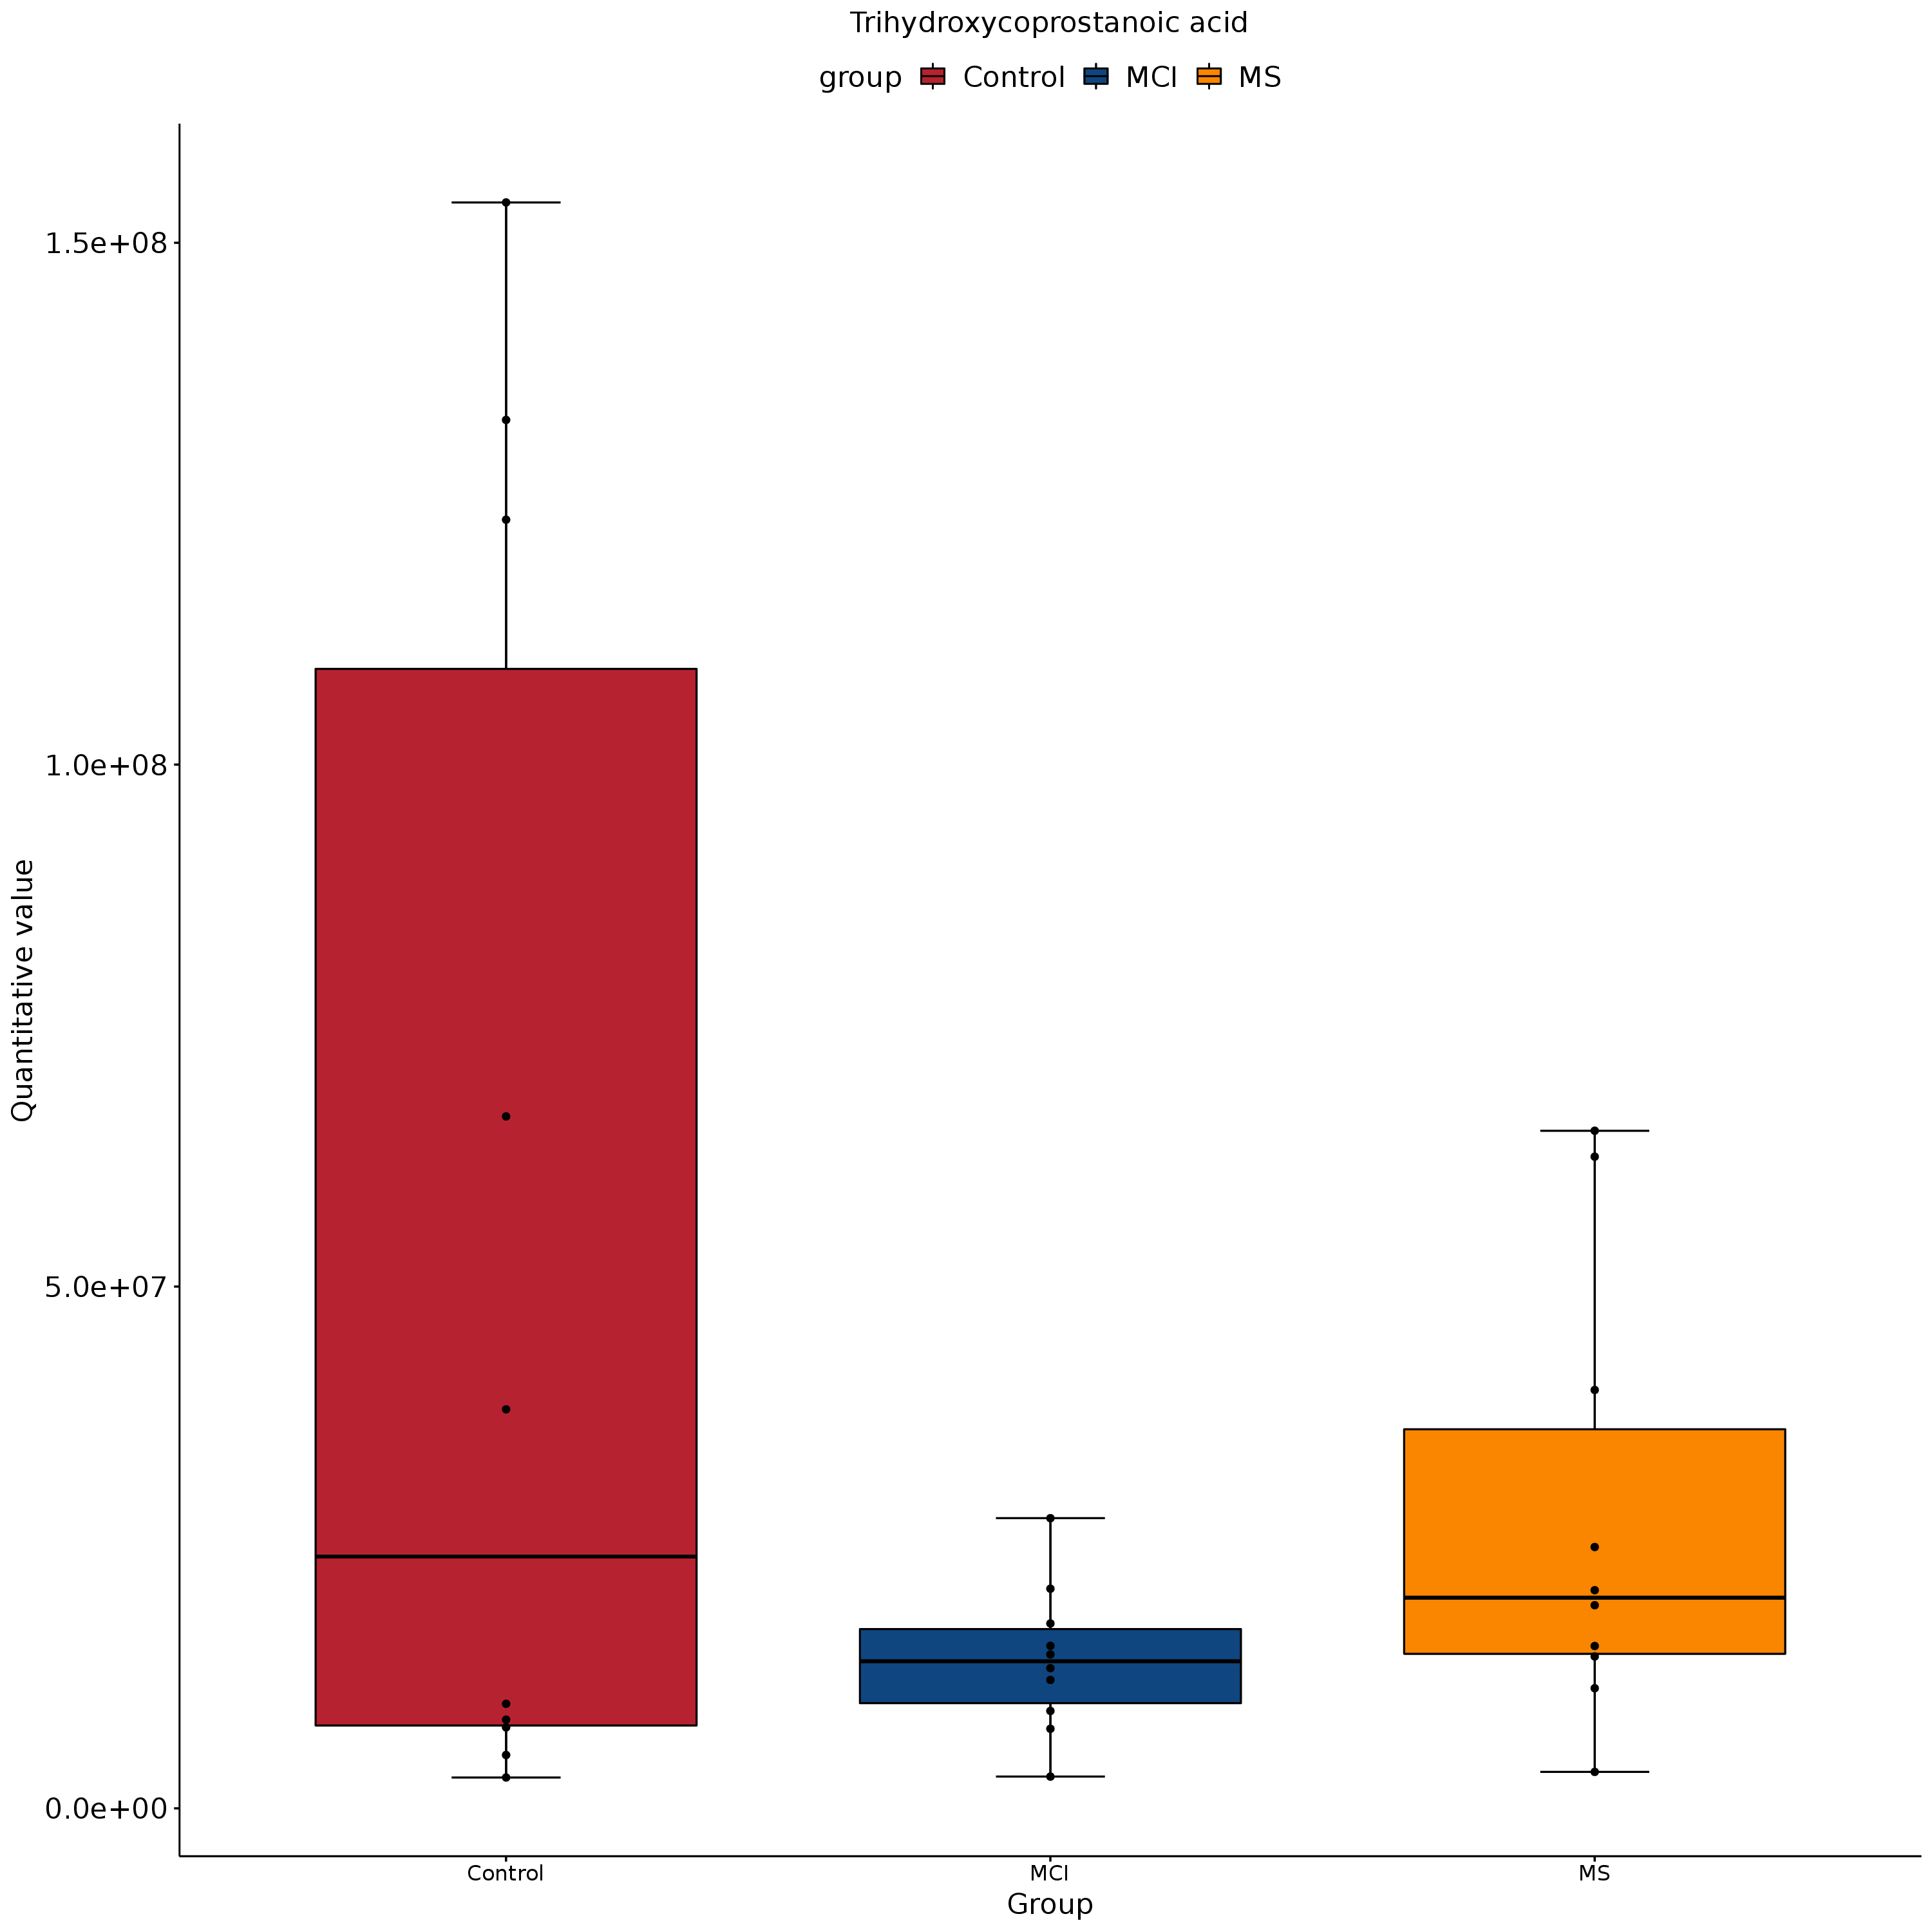 Trihydroxycoprostanoic acid
group Control MCI MS
Quantitative value
1.5e+08
1.0e+08
5.0e+07
0.0e+00
Control MCI MS
Group